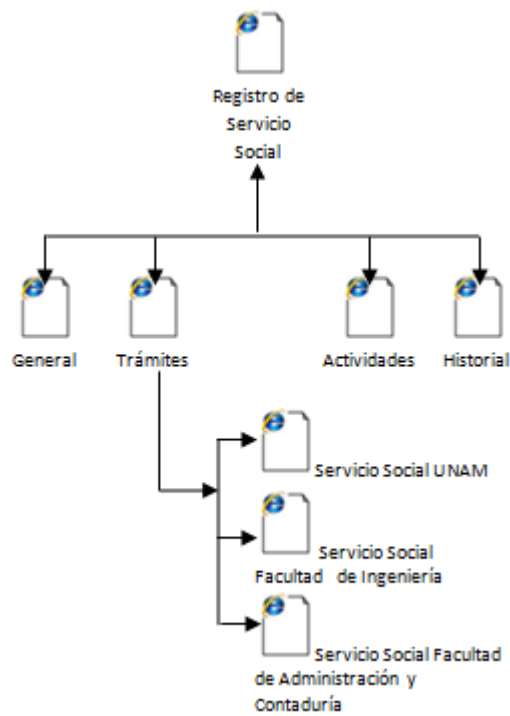 Registro de
Servicio
Social
General
Trámites
Actividades
Historial
Servicio Social UNAM
Servicio Social
Facultad de Ingeniería
Servicio Social Facultad
de Administración y
Contaduría